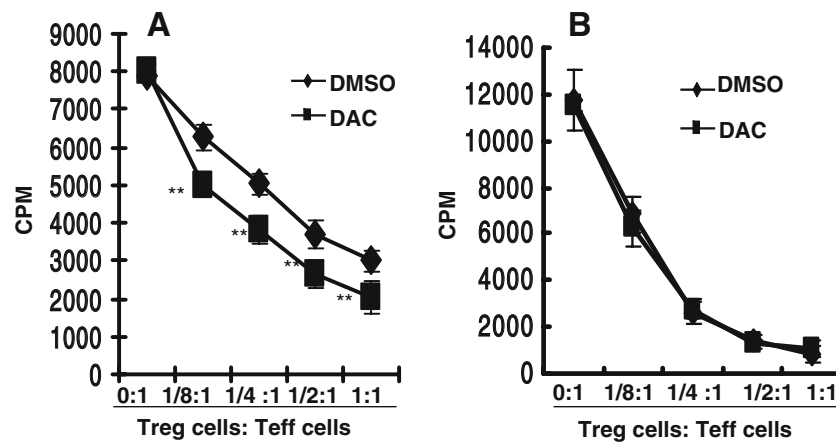 A
9000
8000
7000
6000
5000
4000
3000
2000
1000
0
CPM
DMSO
DAC
**
**
**
**
0:1 1/8:1 1/4 :1 1/2:1 1:1
Treg cells: Teff cells
B
14000
12000
10000
8000
6000
4000
2000
0
CPM
DMSO
DAC
0:1 1/8:1 1/4 :1 1/2:1 1:1
Treg cells: Teff cells